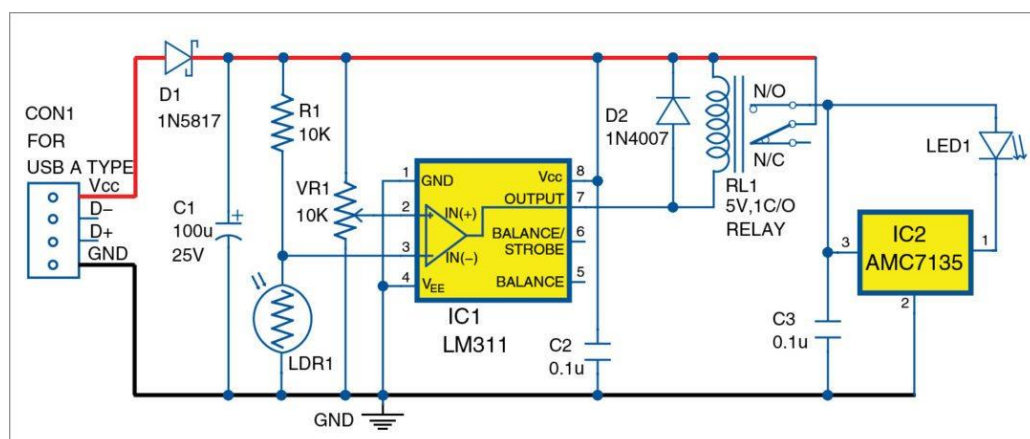 CON1
FOR
USB A TYPE
Vcc
D−
D+
GND
D1
1N5817
C1
100u
25V
+
R1
10K
VR1
10K
LDR1
GND
1
GND
2
IN(+)
3
IN(−)
4
VEE
Vcc
8
OUTPUT
7
BALANCE/
STROBE
6
BALANCE
5
+
−
IC1
LM311
C2
0.1u
D2
1N4007
RL1
5V,1C/O
RELAY
N/O
N/C
C3
0.1u
LED1
3
IC2
AMC7135
1
2